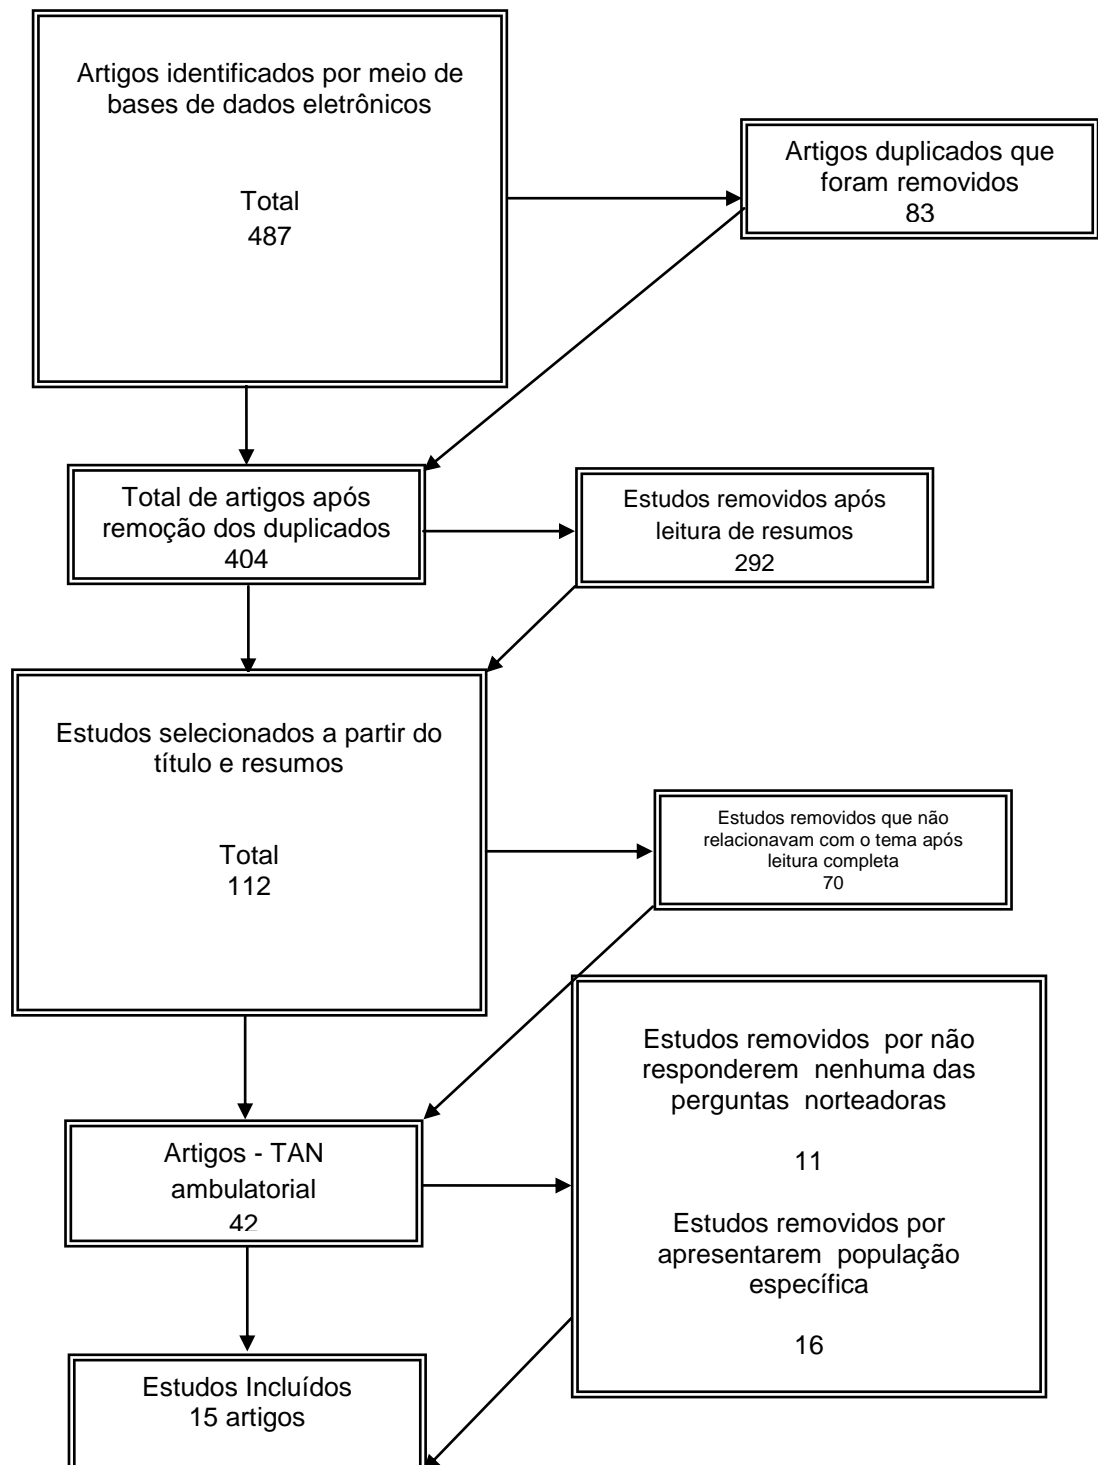 Artigos identificados por meio de
bases de dados eletrônicos
Total
487
Artigos duplicados que
foram removidos
83
Total de artigos após
remoção dos duplicados
404
Estudos removidos após
leitura de resumos
292
Estudos selecionados a partir do
título e resumos
Total
112
Estudos removidos que não
relacionavam com o tema após
leitura completa
70
Artigos - TAN
ambulatorial
42
Estudos removidos por não
responderem nenhuma das
perguntas norteadoras
11
Estudos removidos por
apresentarem população
específica
16
Estudos Incluídos
15 artigos